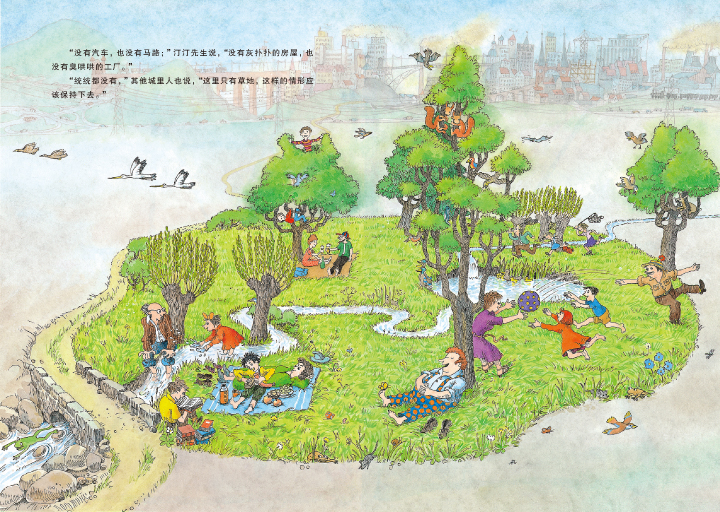 “没有汽车，也没有马路；”汀汀先生说，“没有灰扑扑的房屋，也
没有臭哄哄的工厂。”
“统统都没有，”其他城里人也说，“这里只有草地。这样的情形应
该保持下去。”